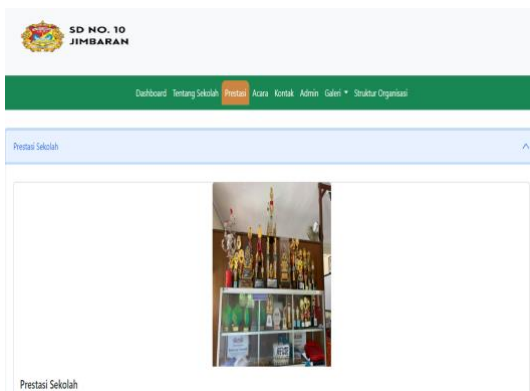 SD NO. 10
JIMBARAN
Dashboard Tentang Sekolah Prestasi Acara Kontak Admin Galeri Struktur Organisasi
Prestasi Sekolah
Prestasi Sekolah